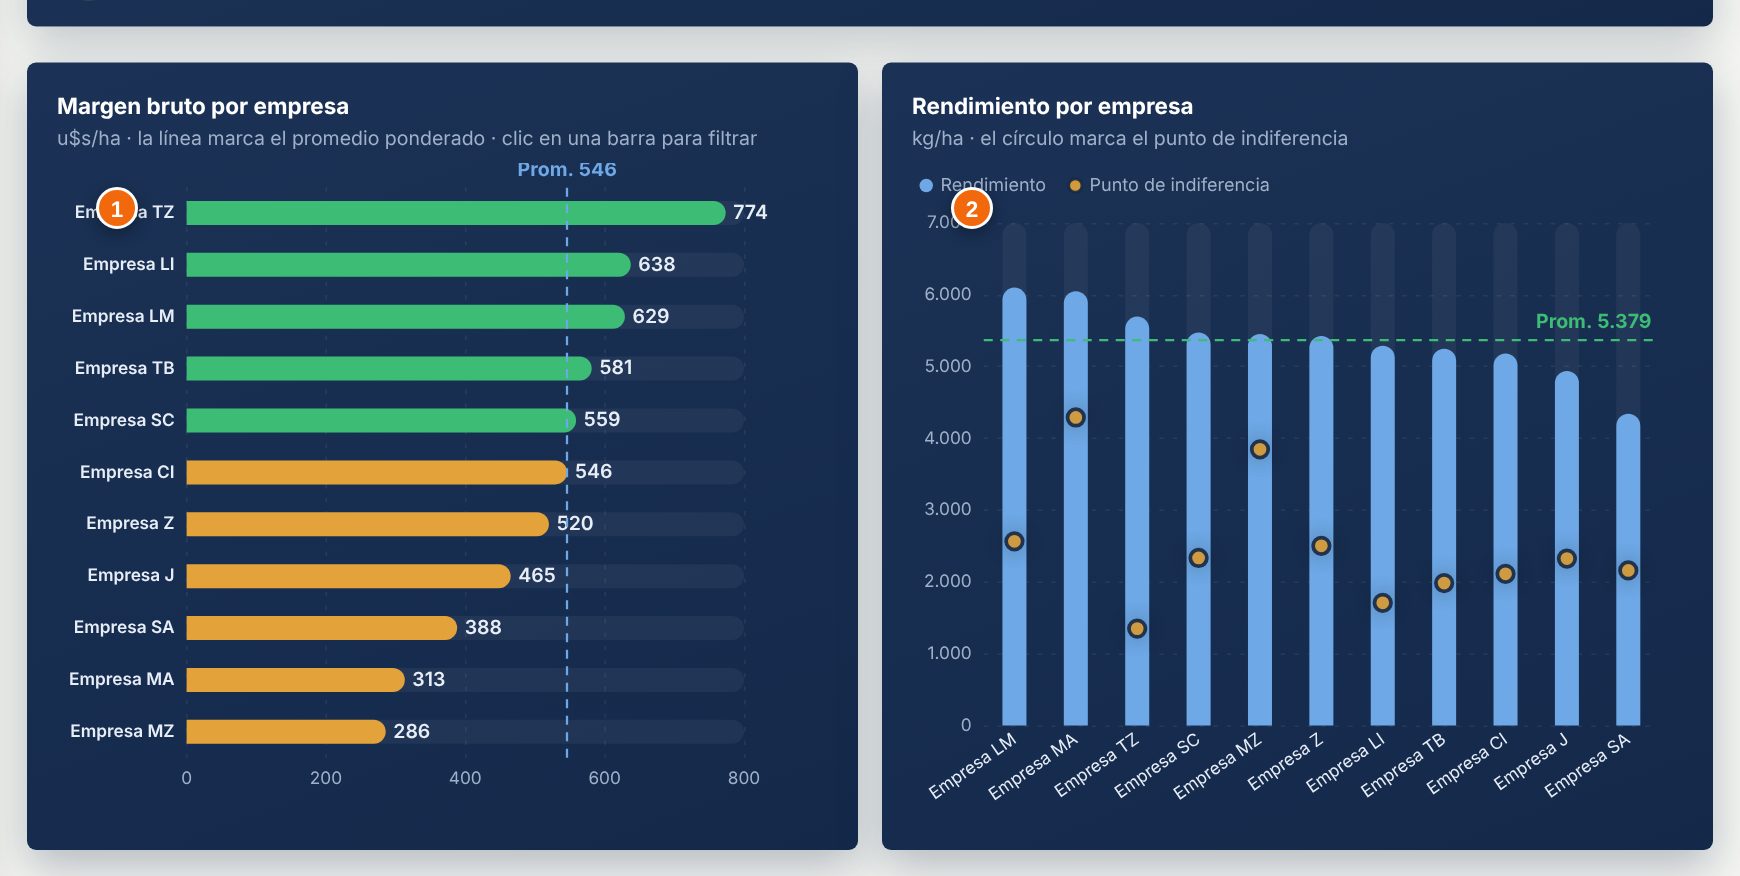 Margen bruto por empresa
u$s/ha · la línea marca el promedio ponderado · clic en una barra para filtrar
Prom. 546
1
a TZ
774
Empresa LI
638
Empresa LM
629
Empresa TB
581
Empresa SC
559
Empresa CI
546
Empresa Z
520
Empresa J
465
Empresa SA
388
Empresa MA
313
Empresa MZ
286
0 200 400 600 800
Rendimiento por empresa
kg/ha · el círculo marca el punto de indiferencia
Rendimiento Punto de indiferencia
2
6.000
Prom. 5.379
5.000
4.000
3.000
2.000
1.000
0
Empresa LM
Empresa MA
Empresa TZ
Empresa SC
Empresa MZ
Empresa Z
Empresa LI
Empresa TB
Empresa CI
Empresa J
Empresa SA